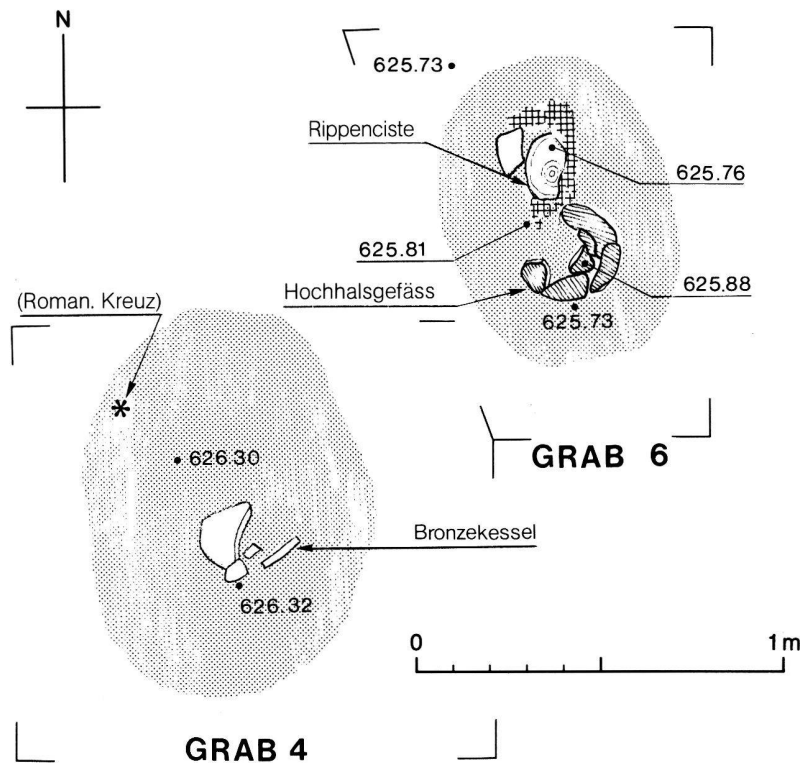 N
625.73
Rippenciste
625.76
625.81
Hochhalsgefäss
625.88
625.73
(Roman. Kreuz)
GRAB 6
626.30
Bronzekessel
626.32
0 1 m
GRAB 4